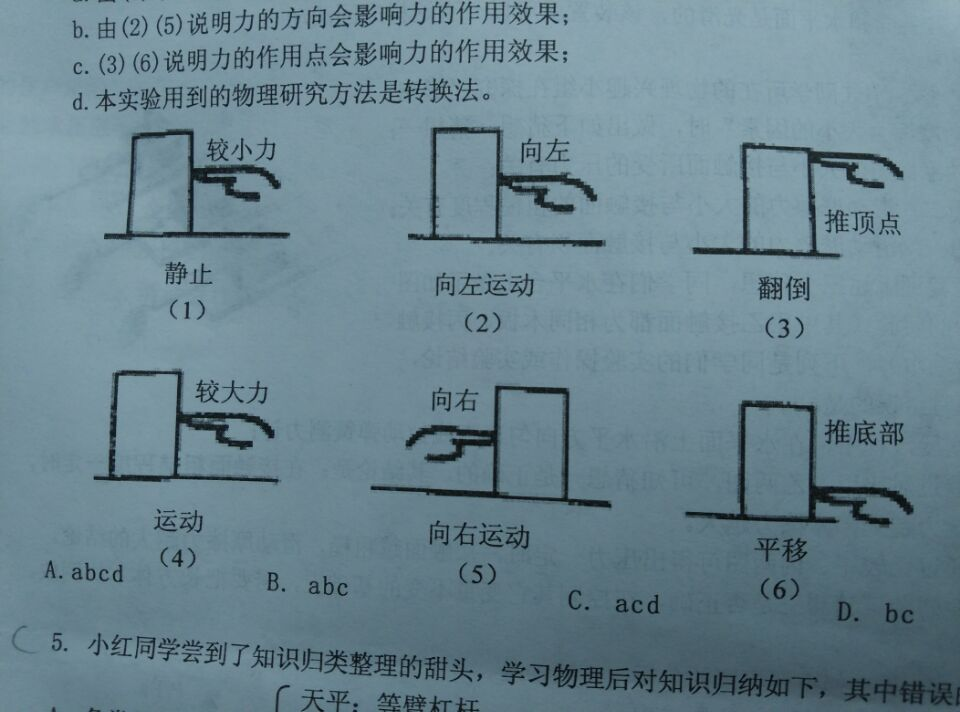 b.由(2)(5)说明力的方向会影响力的作用效果;
c.(3)(6)说明力的作用点会影响力的作用效果;
d.本实验用到的物理研究方法是转换法。
较小力
向左
推顶点
静止
向左运动
翻倒
(1)
(2)
(3)
较大力
向右
推底部
运动
向右运动
平移
(4)
(5)
(6)
A.abcd
B. abc
C. acd
D. bc
5. 小红同学尝到了知识归类整理的甜头,学习物理后对知识归纳如下,其中错误
天平:等臂杠杆